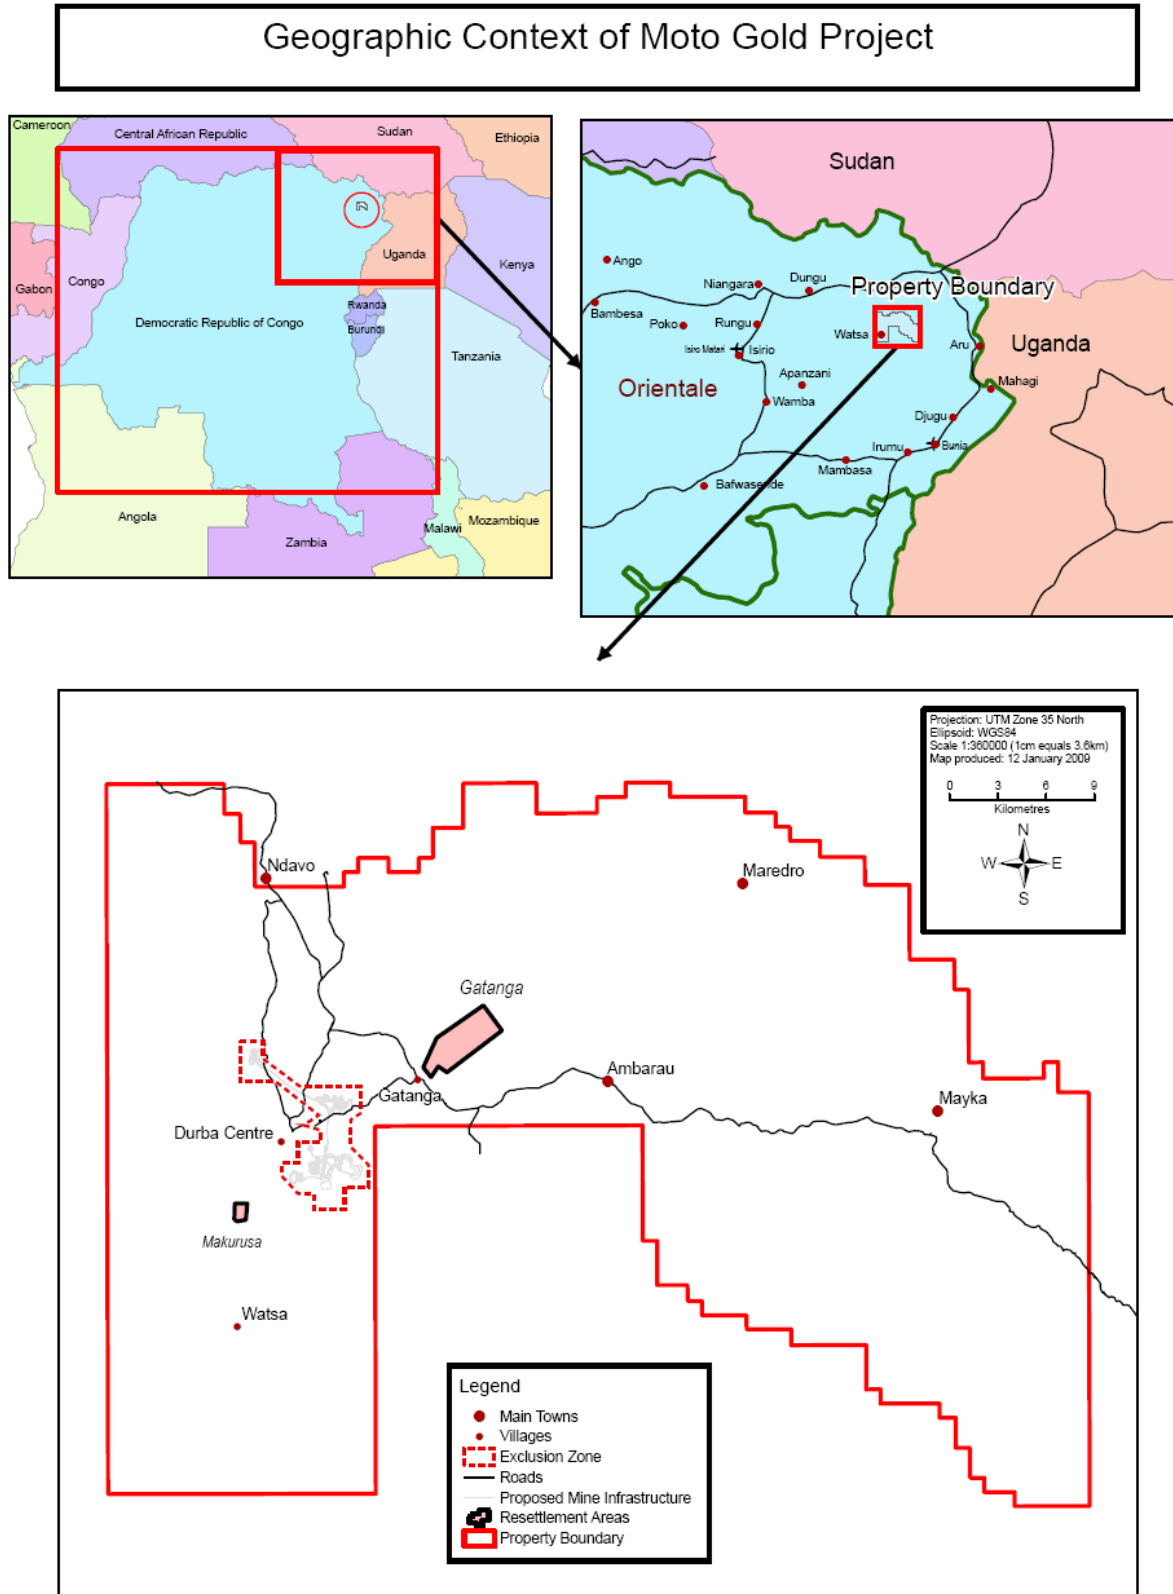 Geographic Context of Moto Gold Project
Cameroon
Central African Republic
Sudan
Ethiopia
Congo
Gabon
Uganda
Kenya
Rwanda
Burundi
Democratic Republic of Congo
Tanzania
Angola
Zambia
Malawi
Mozambique
Sudan
Ango
Niangara
Dungu
Property Boundary
Bambesa
Poko
Rungu
Watsa
Isiro Matari
Isirio
Aru
Uganda
Apanzani
Mahagi
Orientale
Wamba
Djugu
Irumu
Bunia
Mambasa
Bafwasende
Projection: UTM Zone 35 North
Ellipsoid: WGS84
Scale 1:360000 (1cm equals 3.6km)
Map produced: 12 January 2009
0 3 6 9
Kilometres
N
W E
S
Ndavo
Maredro
Gatanga
Gatanga
Ambarau
Mayka
Durba Centre
Makurusa
Watsa
Legend
Main Towns
Villages
Exclusion Zone
Roads
Proposed Mine Infrastructure
Resettlement Areas
Property Boundary